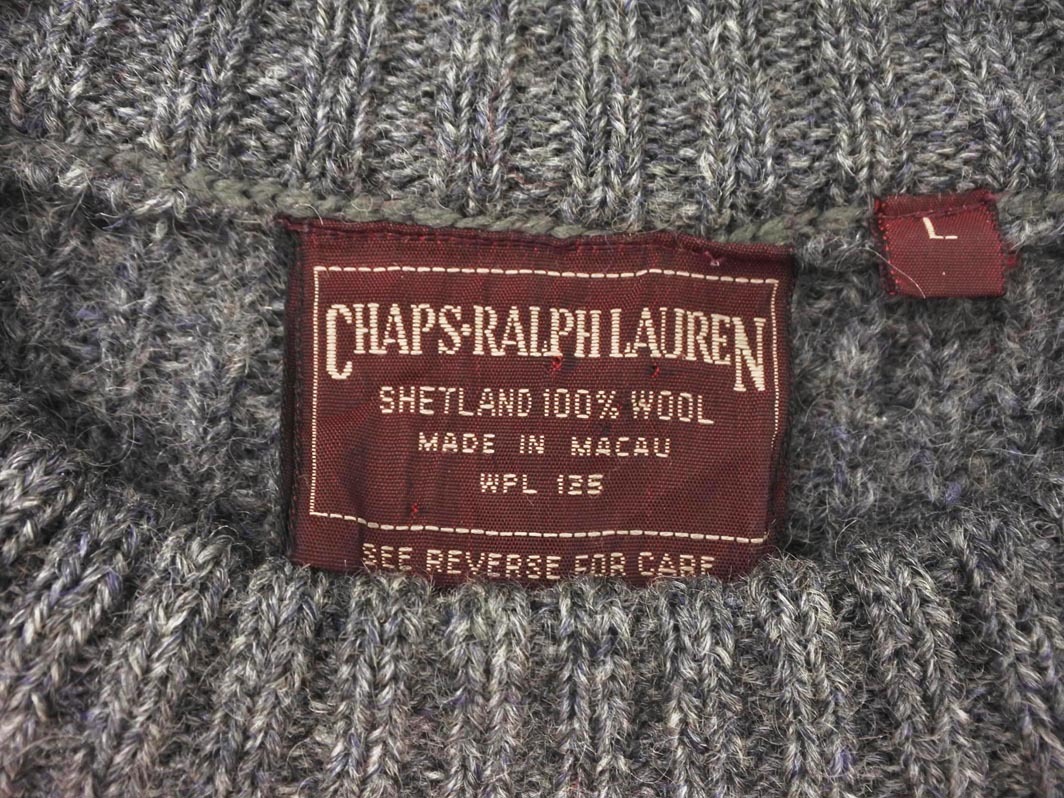 CHAPS·RALPH LAUREN
SHETLAND 100% WOOL
MADE IN MACAU
WPL 125
SEE REVERSE FOR CARE
L